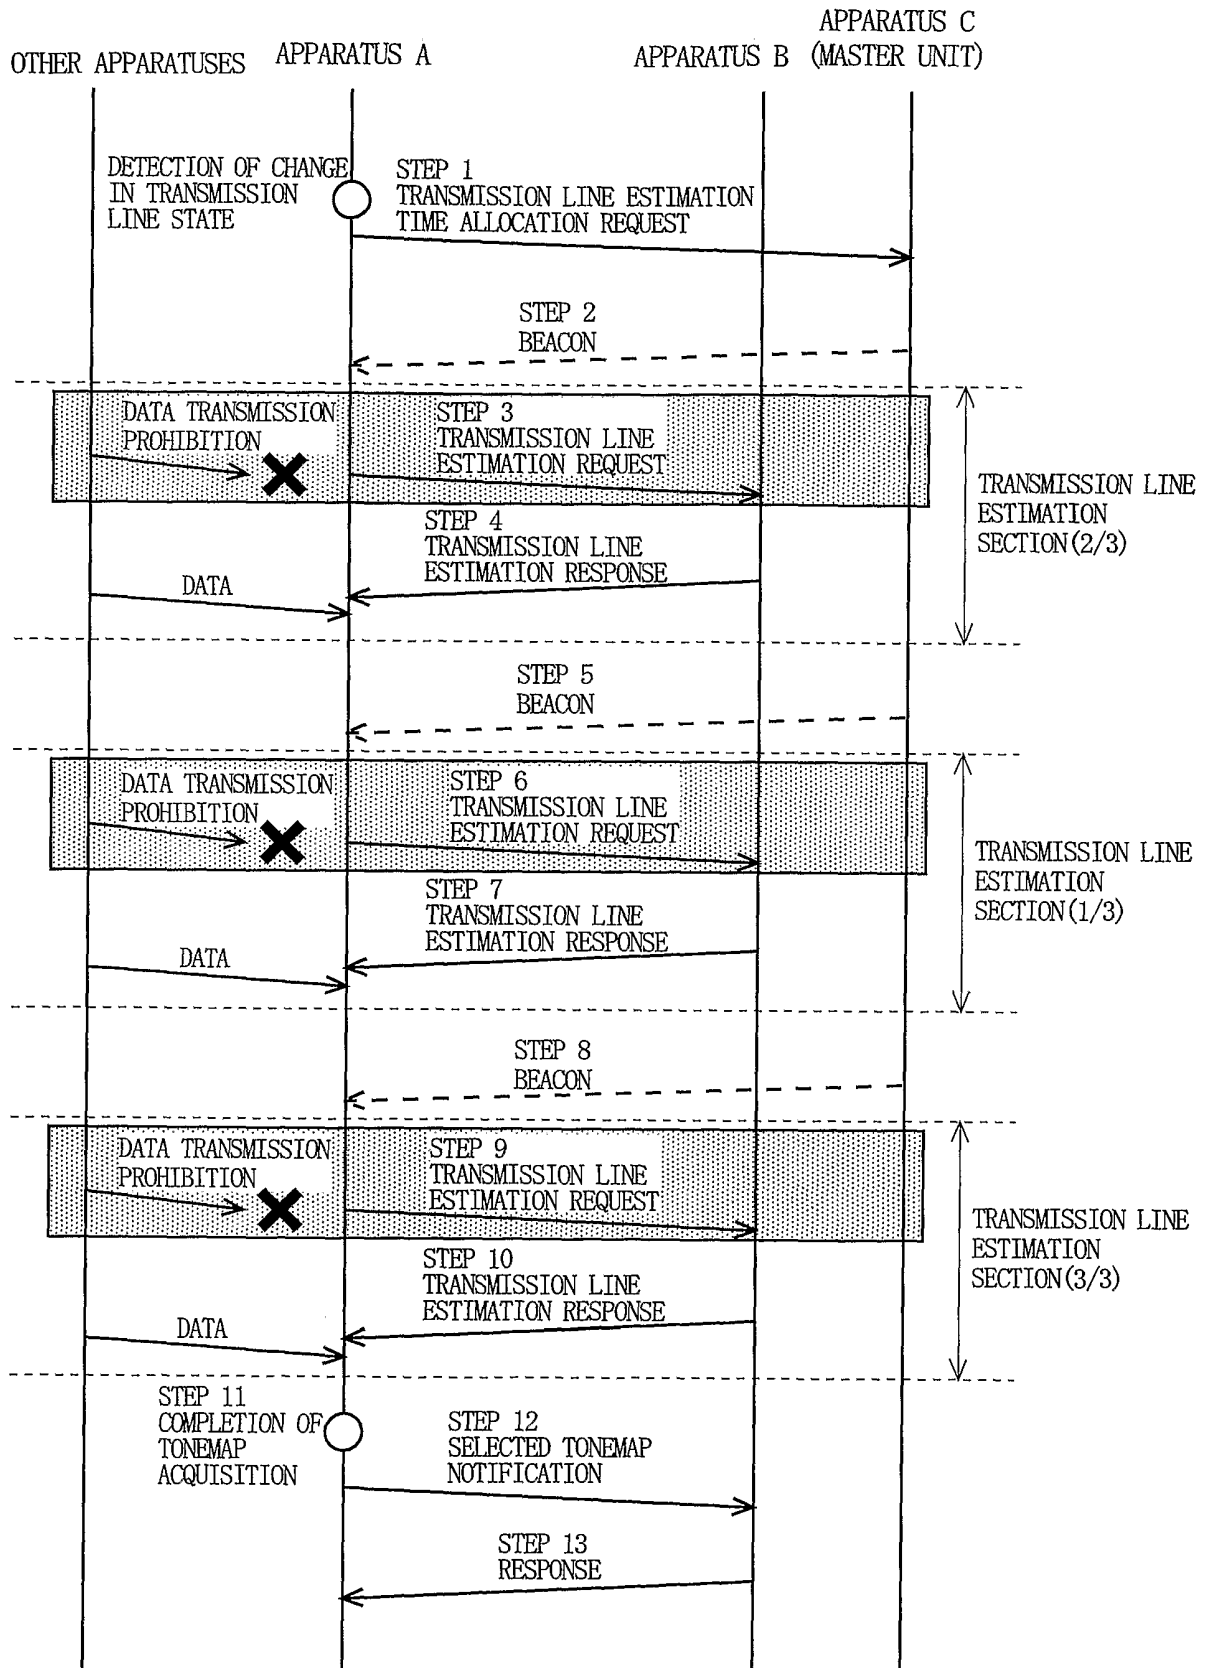 OTHER APPARATUSES
APPARATUS A
APPARATUS B
APPARATUS C
(MASTER UNIT)
DETECTION OF CHANGE
IN TRANSMISSION
LINE STATE
STEP 1
TRANSMISSION LINE ESTIMATION
TIME ALLOCATION REQUEST
STEP 2
BEACON
DATA TRANSMISSION
PROHIBITION
STEP 3
TRANSMISSION LINE
ESTIMATION REQUEST
TRANSMISSION LINE
ESTIMATION
SECTION(2/3)
STEP 4
TRANSMISSION LINE
ESTIMATION RESPONSE
DATA
STEP 5
BEACON
DATA TRANSMISSION
PROHIBITION
STEP 6
TRANSMISSION LINE
ESTIMATION REQUEST
TRANSMISSION LINE
ESTIMATION
SECTION(1/3)
STEP 7
TRANSMISSION LINE
ESTIMATION RESPONSE
DATA
STEP 8
BEACON
DATA TRANSMISSION
PROHIBITION
STEP 9
TRANSMISSION LINE
ESTIMATION REQUEST
TRANSMISSION LINE
ESTIMATION
SECTION(3/3)
STEP 10
TRANSMISSION LINE
ESTIMATION RESPONSE
DATA
STEP 11
COMPLETION OF
TONEMAP
ACQUISITION
STEP 12
SELECTED TONEMAP
NOTIFICATION
STEP 13
RESPONSE